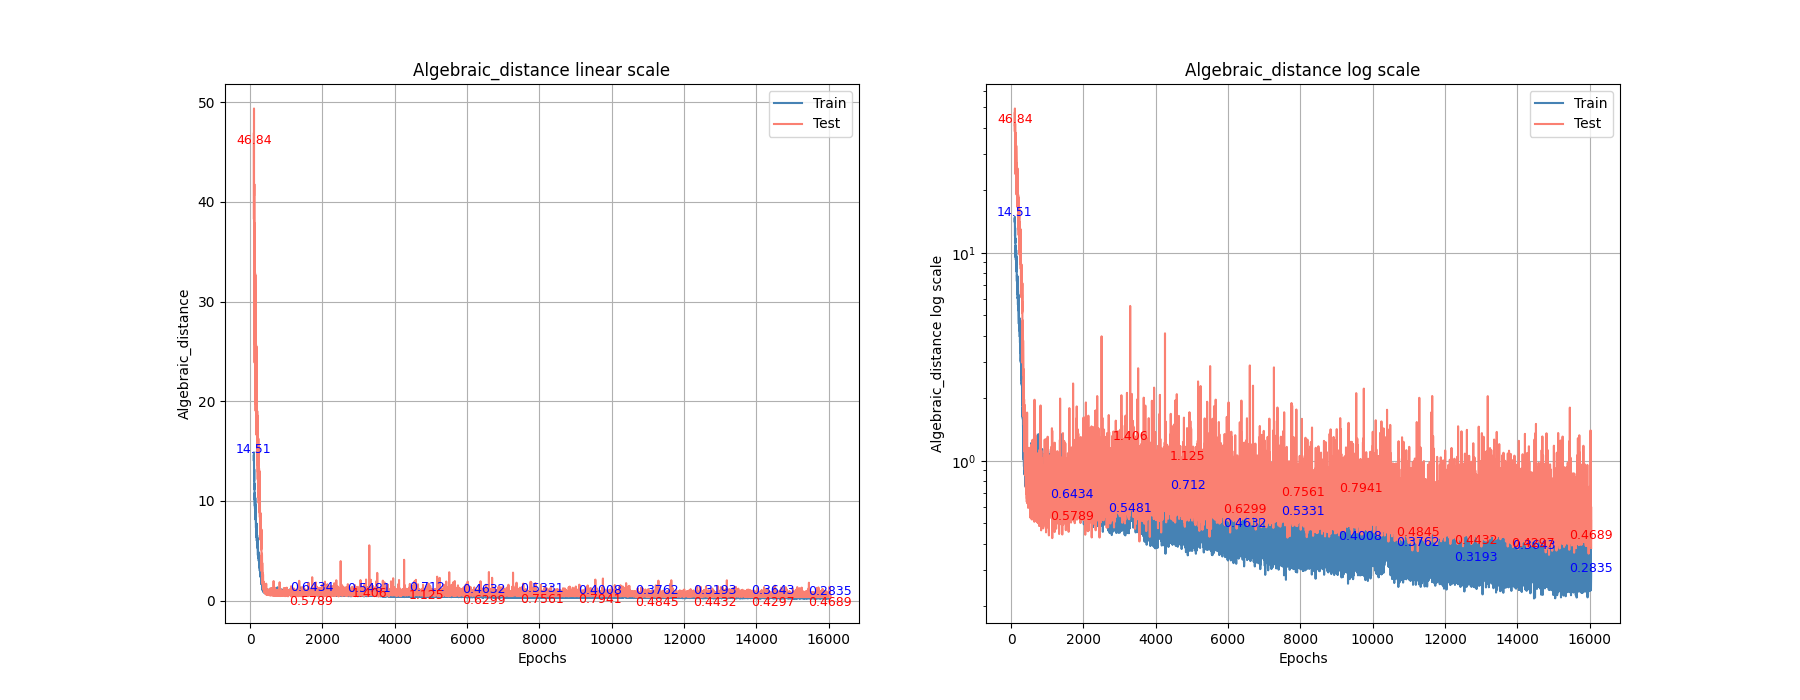 Algebraic_distance linear scale
Algebraic_distance
50
40
30
20
10
0
Train
Test
46.84
14.51
0.6434 0.5481 0.712 0.4632 0.5331 0.4008 0.3762 0.3193 0.3643 0.2835
0.5789 1.406 1.125 0.6299 0.7561 0.7941 0.4845 0.4432 0.4297 0.4689
0 2000 4000 6000 8000 10000 12000 14000 16000
Epochs
Algebraic_distance log scale
Algebraic_distance log scale
10¹
10⁰
Train
Test
46.84
14.51
1.406
1.125
0.6434 0.712 0.7561 0.7941
0.5789 0.5481 0.6299 0.5331
0.4632 0.4008 0.4845 0.4432 0.4297 0.4689
0.3762 0.3193 0.3643 0.2835
0 2000 4000 6000 8000 10000 12000 14000 16000
Epochs